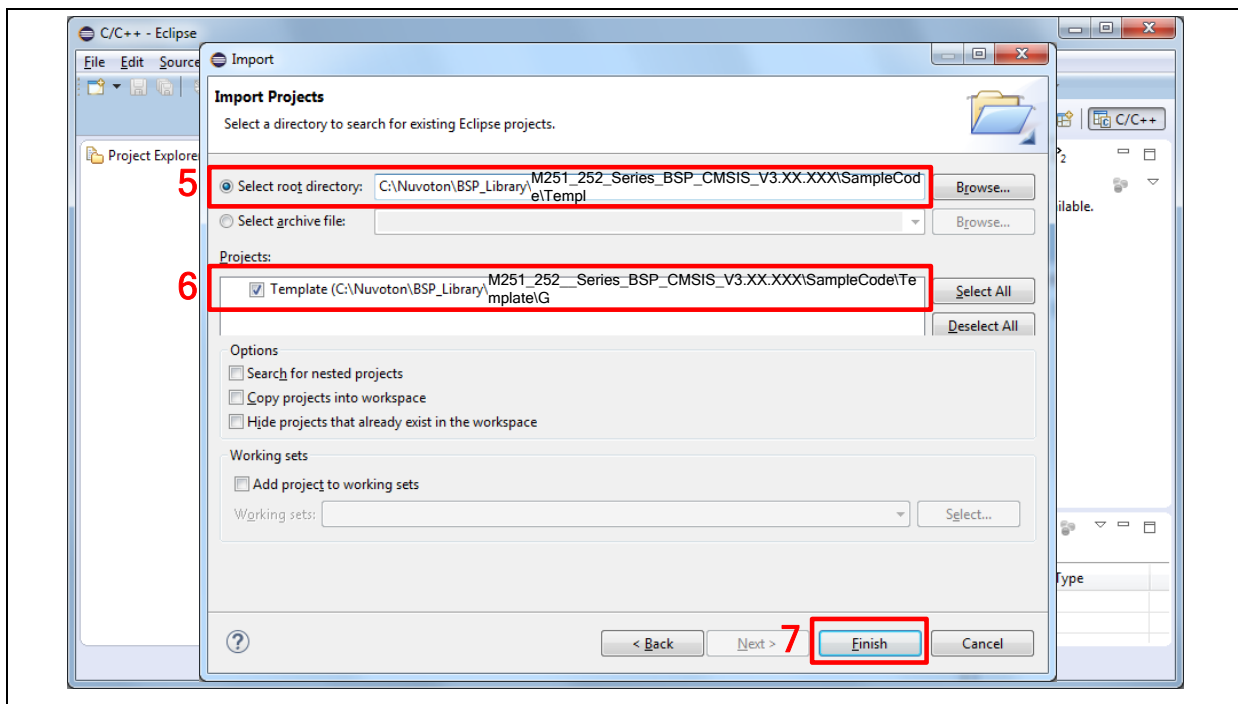 C/C++ - Eclipse
File Edit Source
Import
Import Projects
Select a directory to search for existing Eclipse projects.
C/C++
Project Explore
5 Select root directory: C:\Nuvoton\BSP_Library\M251_252_Series_BSP_CMSIS_V3.XX.XXX\SampleCod
e\Templ
Browse...
ilable.
Select archive file:
Browse...
Projects:
6 Template (C:\Nuvoton\BSP_Library\M251_252__Series_BSP_CMSIS_V3.XX.XXX\SampleCode\Te
mplate\G
Select All
Deselect All
Options
Search for nested projects
Copy projects into workspace
Hide projects that already exist in the workspace
Working sets
Add project to working sets
Working sets:
Select...
Type
? < Back Next > 7 Finish Cancel